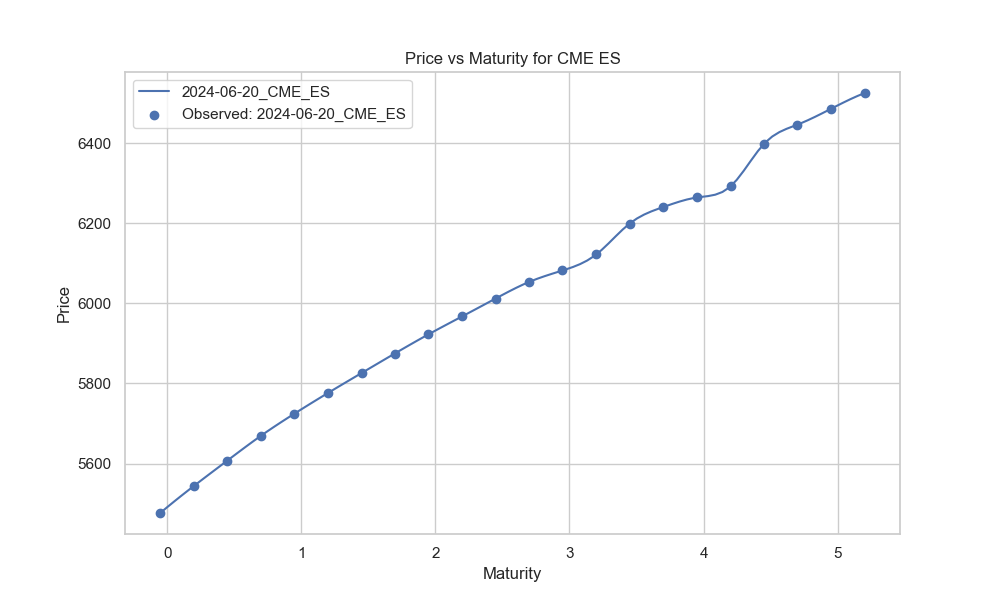 Price vs Maturity for CME ES
2024-06-20_CME_ES
Observed: 2024-06-20_CME_ES
Price
6400
6200
6000
5800
5600
0 1 2 3 4 5
Maturity